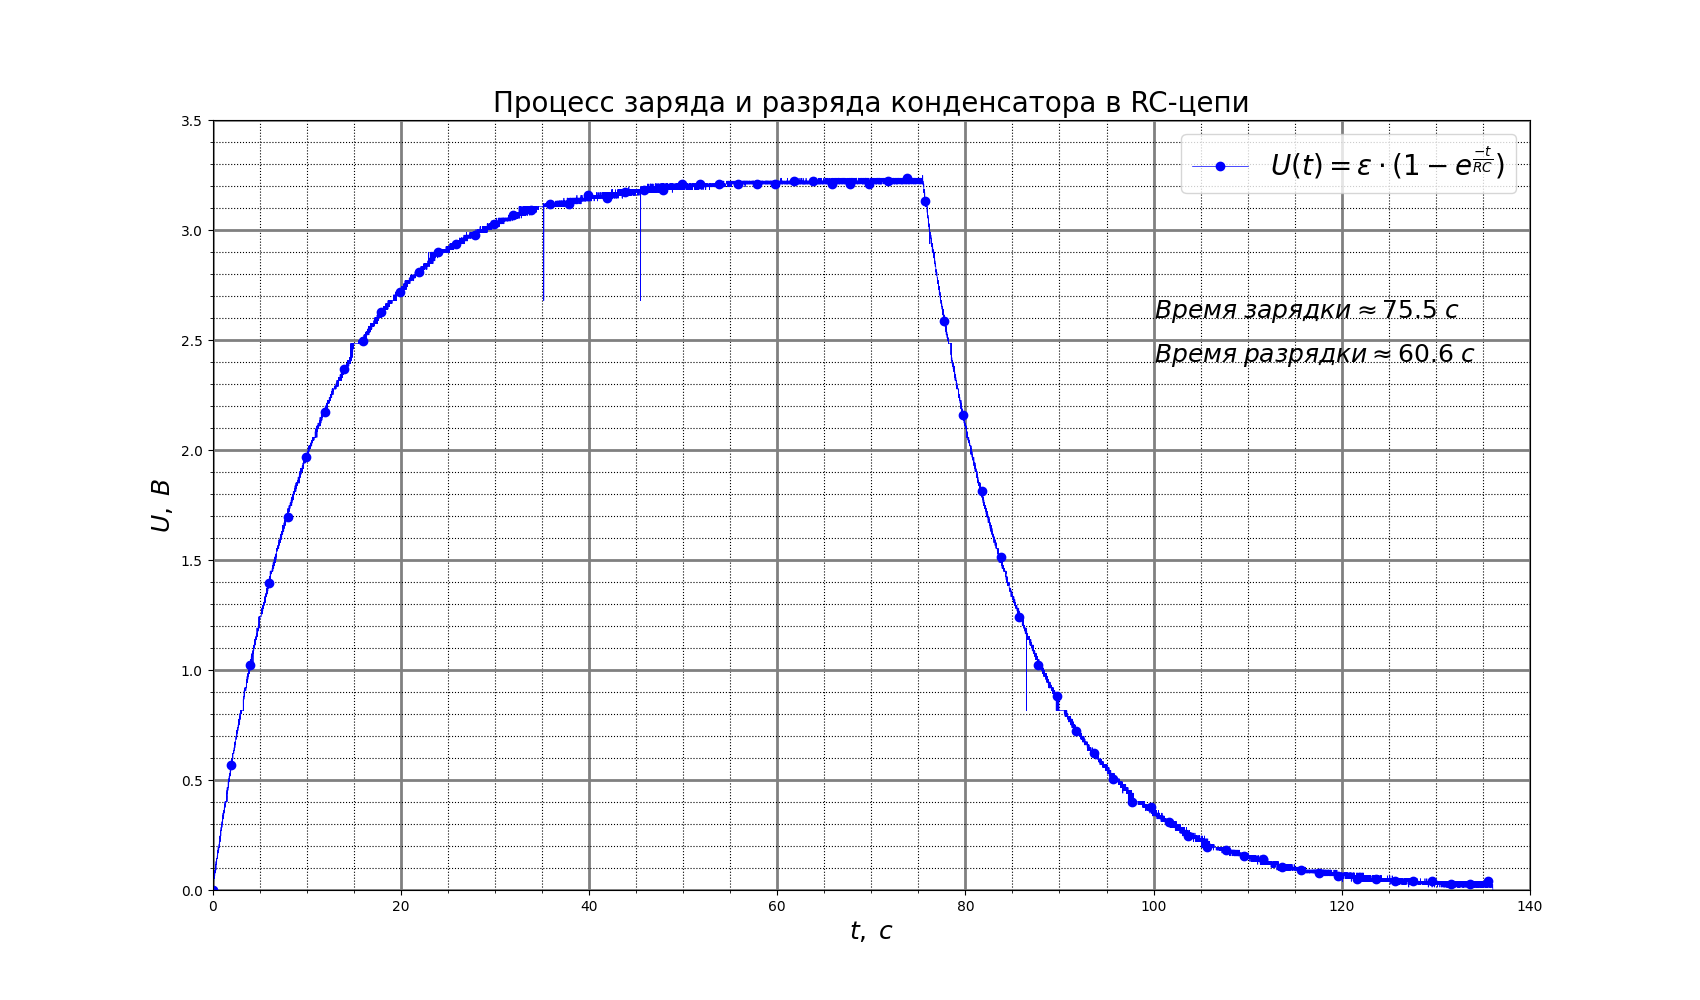 Процесс заряда и разряда конденсатора в RC-цепи
U(t) = ε · (1 − e^{\frac{-t}{RC}})
Время зарядки ≈ 75.5 с
Время разрядки ≈ 60.6 с
U, В
3.5
3.0
2.5
2.0
1.5
1.0
0.5
0.0
0 20 40 60 80 100 120 140
t, с